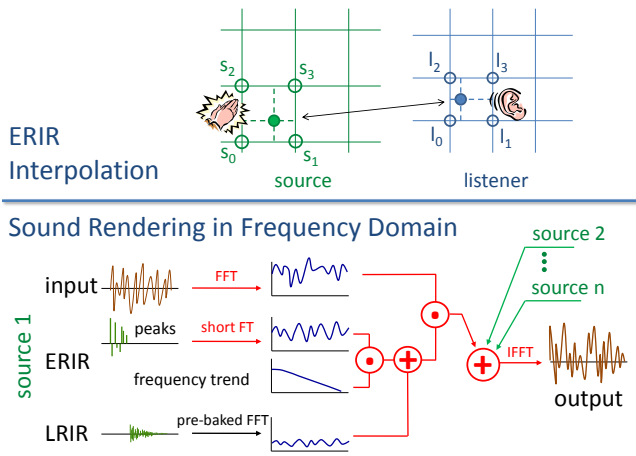 s2 s3
l2 l3
s0 s1
l0 l1
ERIR
Interpolation
source
listener
Sound Rendering in Frequency Domain
source 1
input
FFT
ERIR
peaks
short FT
frequency trend
LRIR
pre-baked FFT
source 2
source n
IFFT
output